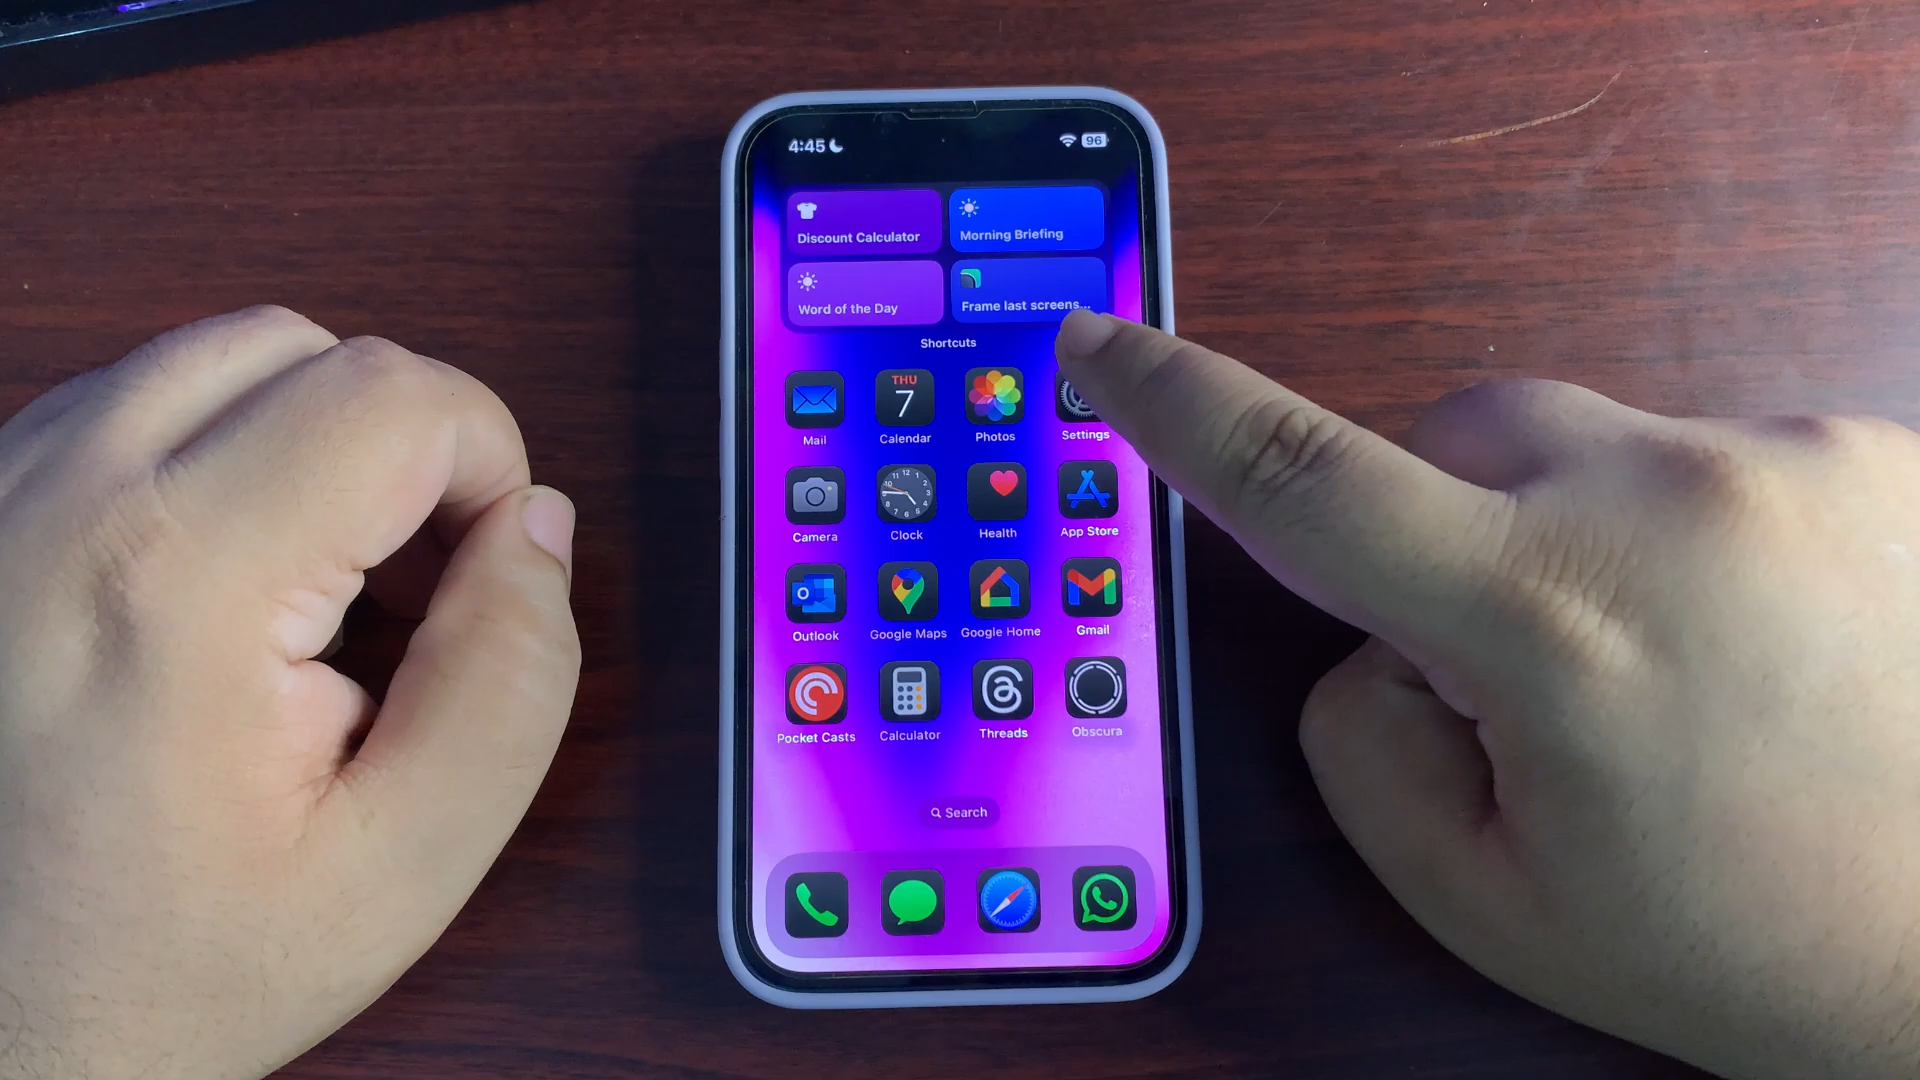 4:45
96
Discount Calculator
Morning Briefing
Word of the Day
Frame last screens...
Shortcuts
THU
7
Mail
Calendar
Photos
Settings
Camera
Clock
Health
App Store
Outlook
Google Maps
Google Home
Gmail
Pocket Casts
Calculator
Threads
Obscura
Search